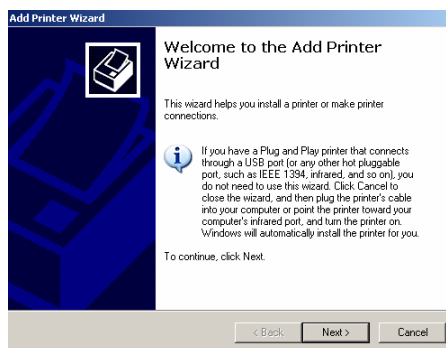 Add Printer Wizard
Welcome to the Add Printer
Wizard
This wizard helps you install a printer or make printer
connections.
If you have a Plug and Play printer that connects
through a USB port (or any other hot pluggable
port, such as IEEE 1394, infrared, and so on), you
do not need to use this wizard. Click Cancel to
close the wizard, and then plug the printer's cable
into your computer or point the printer toward your
computer's infrared port, and turn the printer on.
Windows will automatically install the printer for you.
To continue, click Next.
< Back Next > Cancel